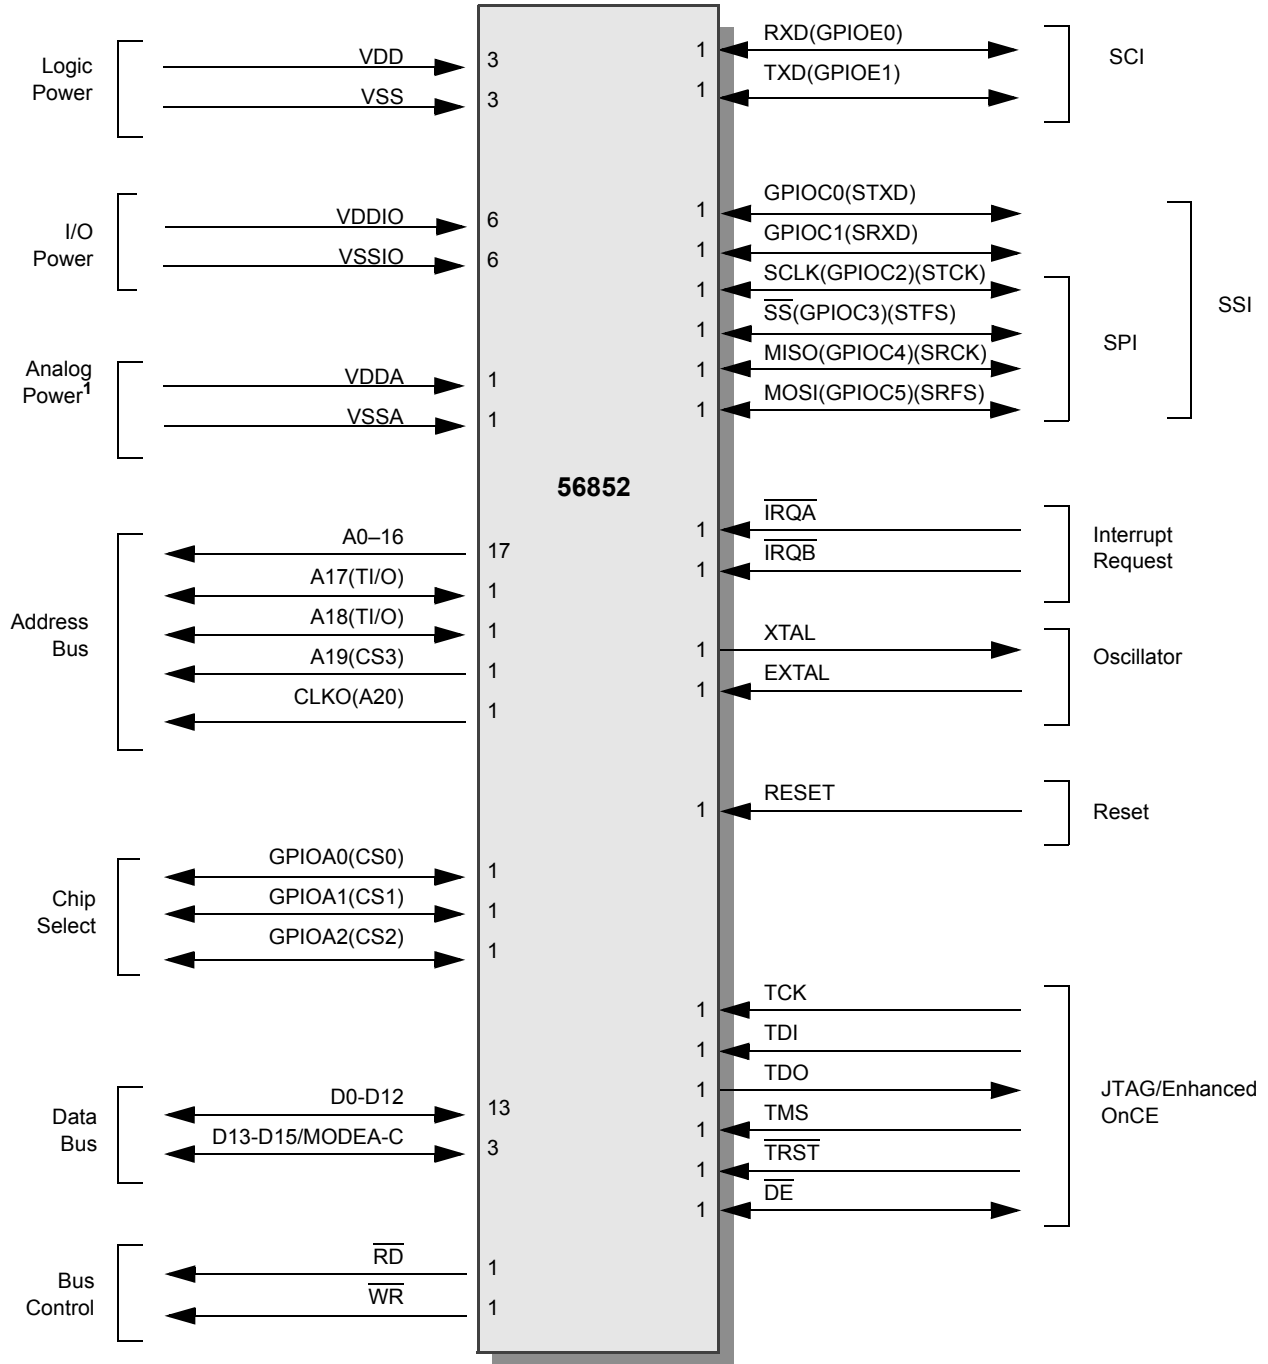 Logic
Power
VDD
3
VSS
3
I/O
Power
VDDIO
6
VSSIO
6
Analog
Power1
VDDA
1
VSSA
1
56852
Address
Bus
A0–16
17
A17(TI/O)
1
A18(TI/O)
1
A19(CS3)
1
CLKO(A20)
1
Chip
Select
GPIOA0(CS0)
1
GPIOA1(CS1)
1
GPIOA2(CS2)
1
Data
Bus
D0-D12
13
D13-D15/MODEA-C
3
Bus
Control
RD
1
WR
1
1
RXD(GPIOE0)
1
TXD(GPIOE1)
SCI
1
GPIOC0(STXD)
1
GPIOC1(SRXD)
1
SCLK(GPIOC2)(STCK)
1
SS(GPIOC3)(STFS)
1
MISO(GPIOC4)(SRCK)
1
MOSI(GPIOC5)(SRFS)
SPI
SSI
1
IRQA
1
IRQB
Interrupt
Request
1
XTAL
1
EXTAL
Oscillator
1
RESET
Reset
1
TCK
1
TDI
1
TDO
1
TMS
1
TRST
1
DE
JTAG/Enhanced
OnCE